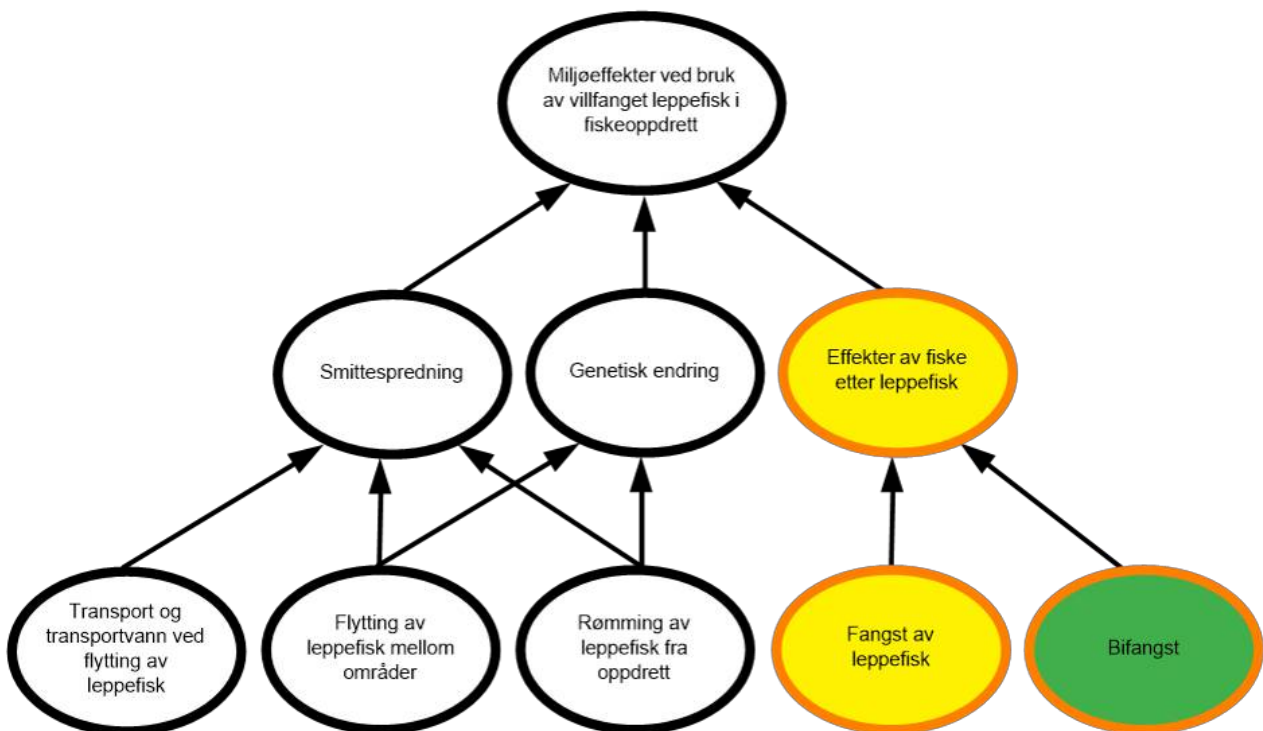 Miljøeffekter ved bruk
av villfanget leppefisk i
fiskeoppdrett
Smittespredning
Genetisk endring
Effekter av fiske
etter leppefisk
Transport og
transportvann ved
flytting av
leppefisk
Flytting av
leppefisk mellom
områder
Rømming av
leppefisk fra
oppdrett
Fangst av
leppefisk
Bifangst